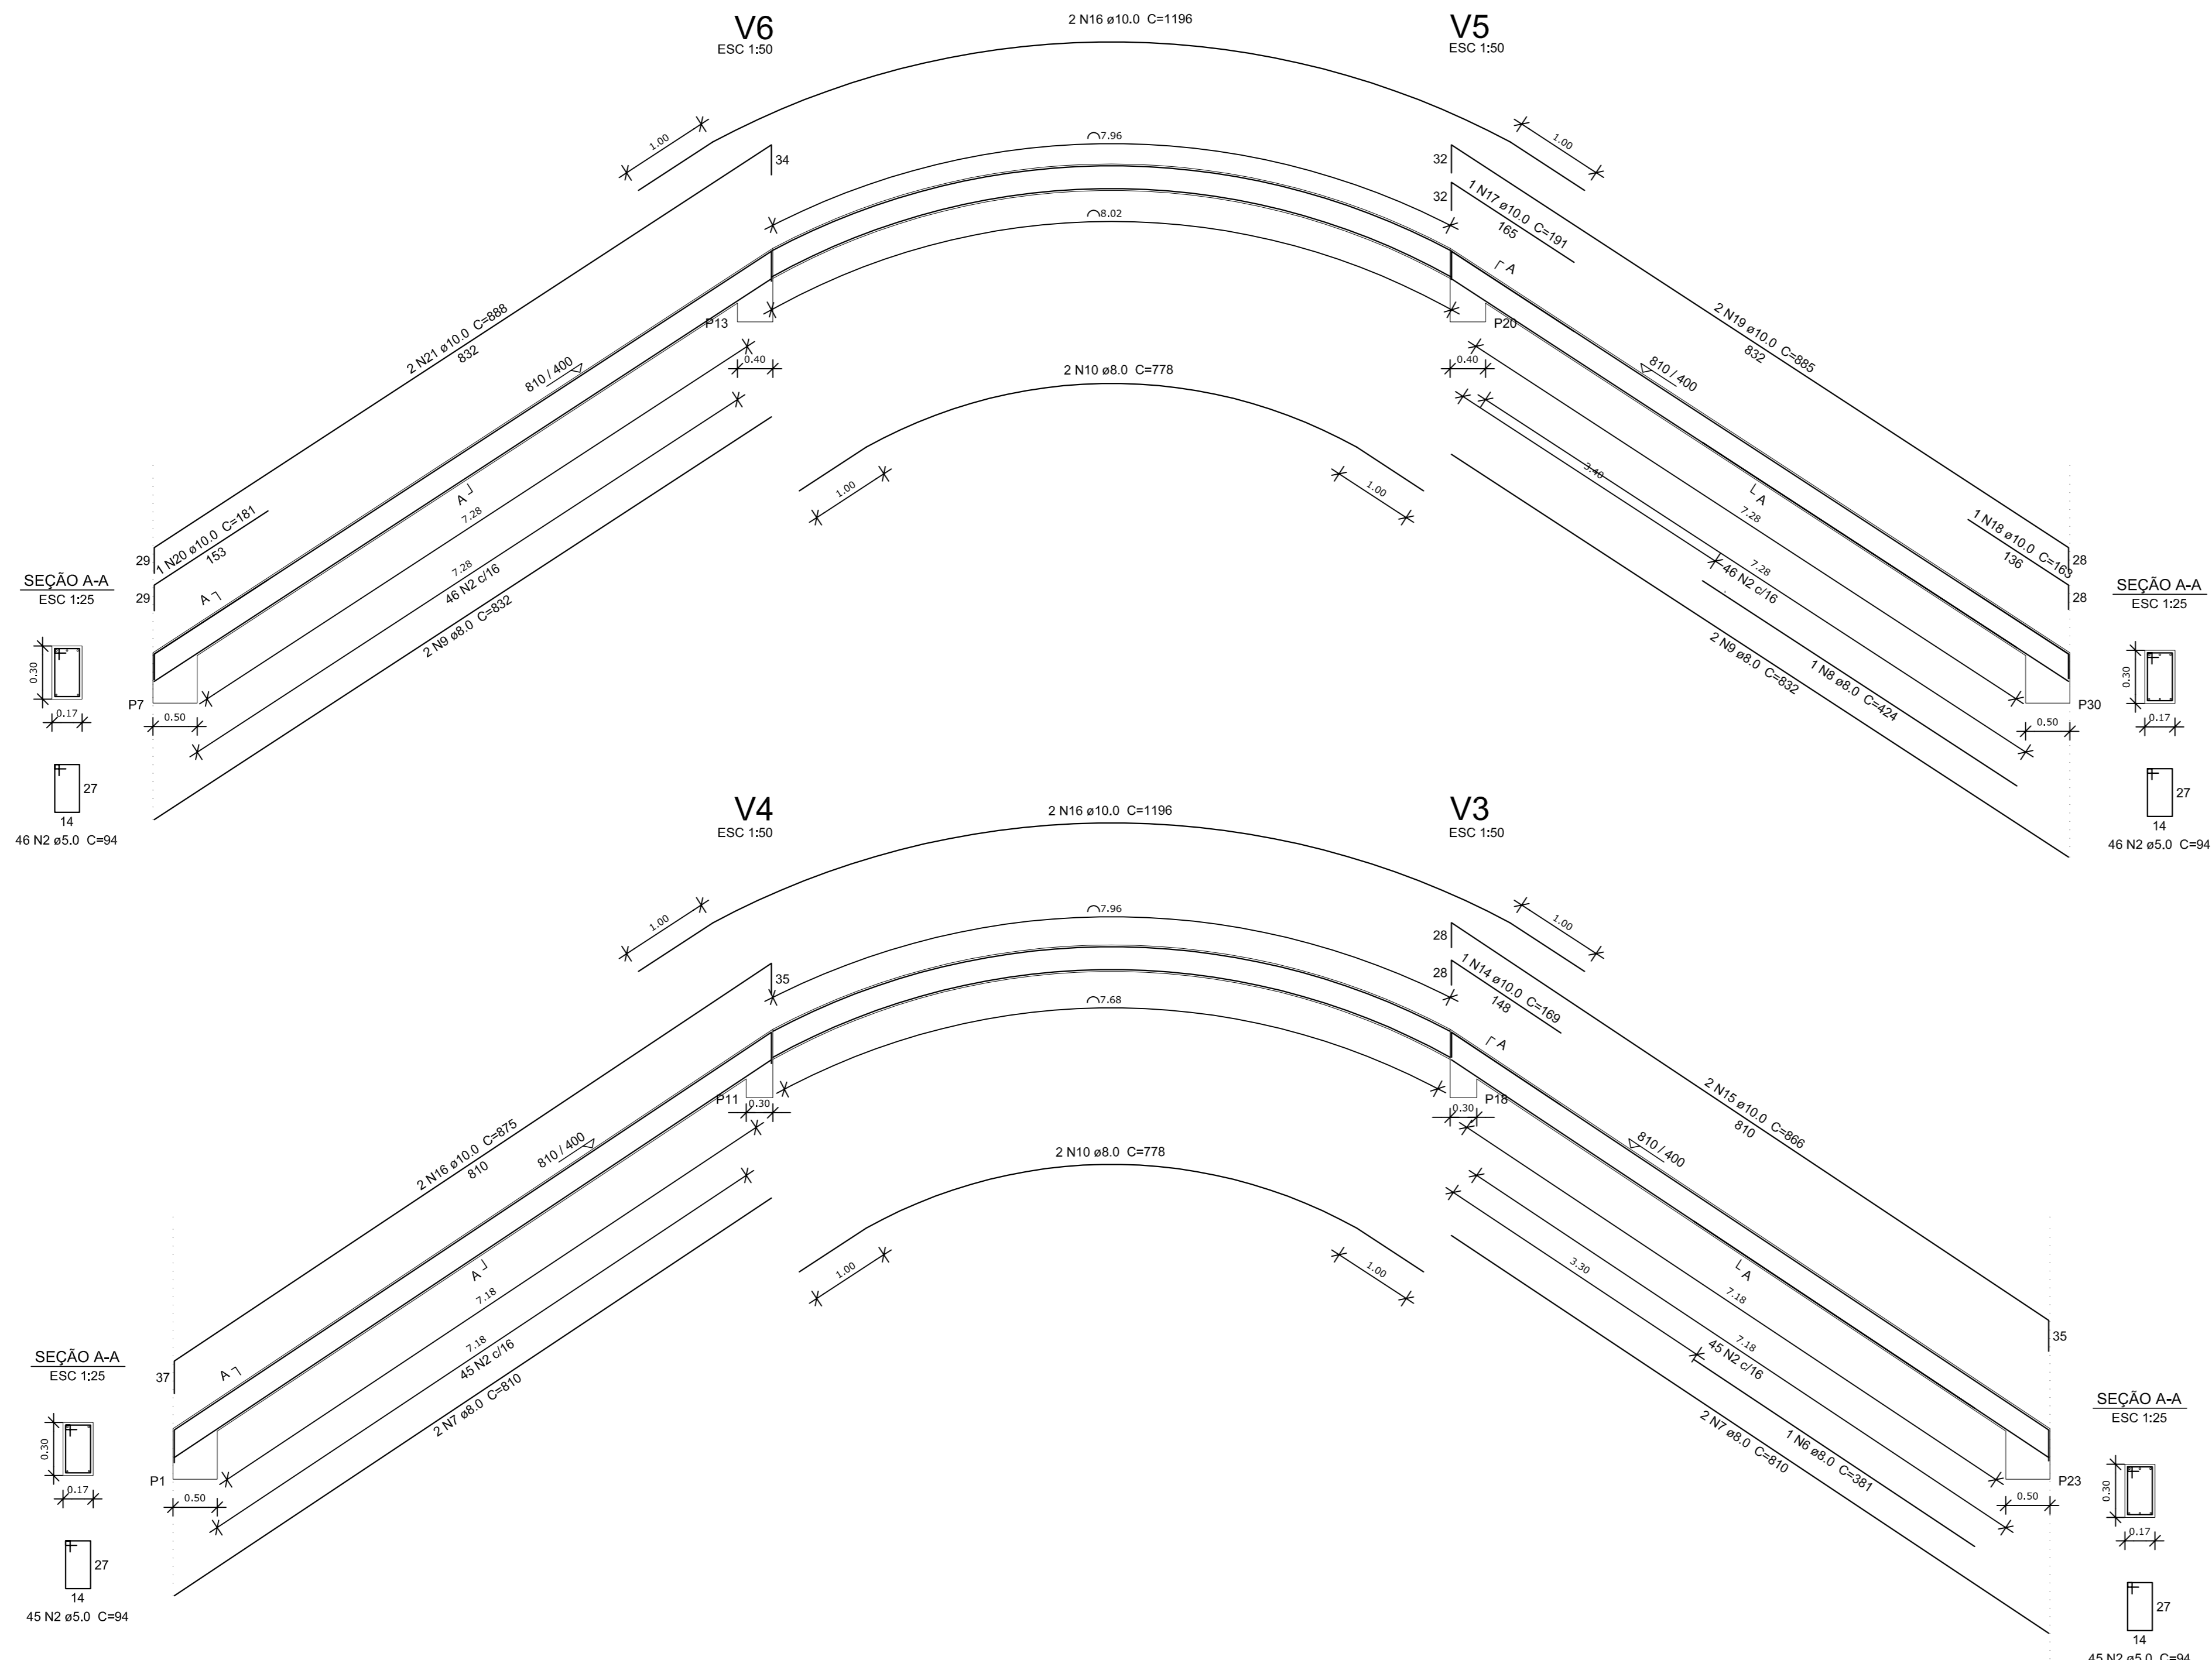 V6
ESC 1:50
2 N16 ø10.0 C=1196
V5
ESC 1:50
1.00
7.96
1.00
34
32
32
1 N17 ø10.0 C=191
165
8.02
A
2 N21 ø10.0 C=888
832
2 N19 ø10.0 C=885
832
P13
P20
0.40
0.40
810 / 400
810 / 400
2 N10 ø8.0 C=778
1.00
1.00
A
7.28
7.28
46 N2 c/16
2 N9 ø8.0 C=832
3.40
A
7.28
7.28
46 N2 c/16
1 N8 ø8.0 C=424
2 N9 ø8.0 C=832
29
1 N20 ø10.0 C=181
153
29
A
1 N18 ø10.0 C=163
136
28
28
SEÇÃO A-A
ESC 1:25
0.30
0.17
P7
0.50
27
14
46 N2 ø5.0 C=94
SEÇÃO A-A
ESC 1:25
0.30
0.17
P30
0.50
27
14
46 N2 ø5.0 C=94
V4
ESC 1:50
2 N16 ø10.0 C=1196
V3
ESC 1:50
1.00
7.96
1.00
35
28
28
1 N14 ø10.0 C=169
148
7.68
A
2 N16 ø10.0 C=875
810
2 N15 ø10.0 C=866
810
P11
0.30
0.30
P18
810 / 400
810 / 400
2 N10 ø8.0 C=778
1.00
1.00
A
7.18
7.18
45 N2 c/16
2 N7 ø8.0 C=810
3.30
A
7.18
7.18
45 N2 c/16
1 N6 ø8.0 C=381
2 N7 ø8.0 C=810
37
A
35
SEÇÃO A-A
ESC 1:25
0.30
0.17
P1
0.50
27
14
45 N2 ø5.0 C=94
P23
0.50
SEÇÃO A-A
ESC 1:25
0.30
0.17
27
14
45 N2 ø5.0 C=94